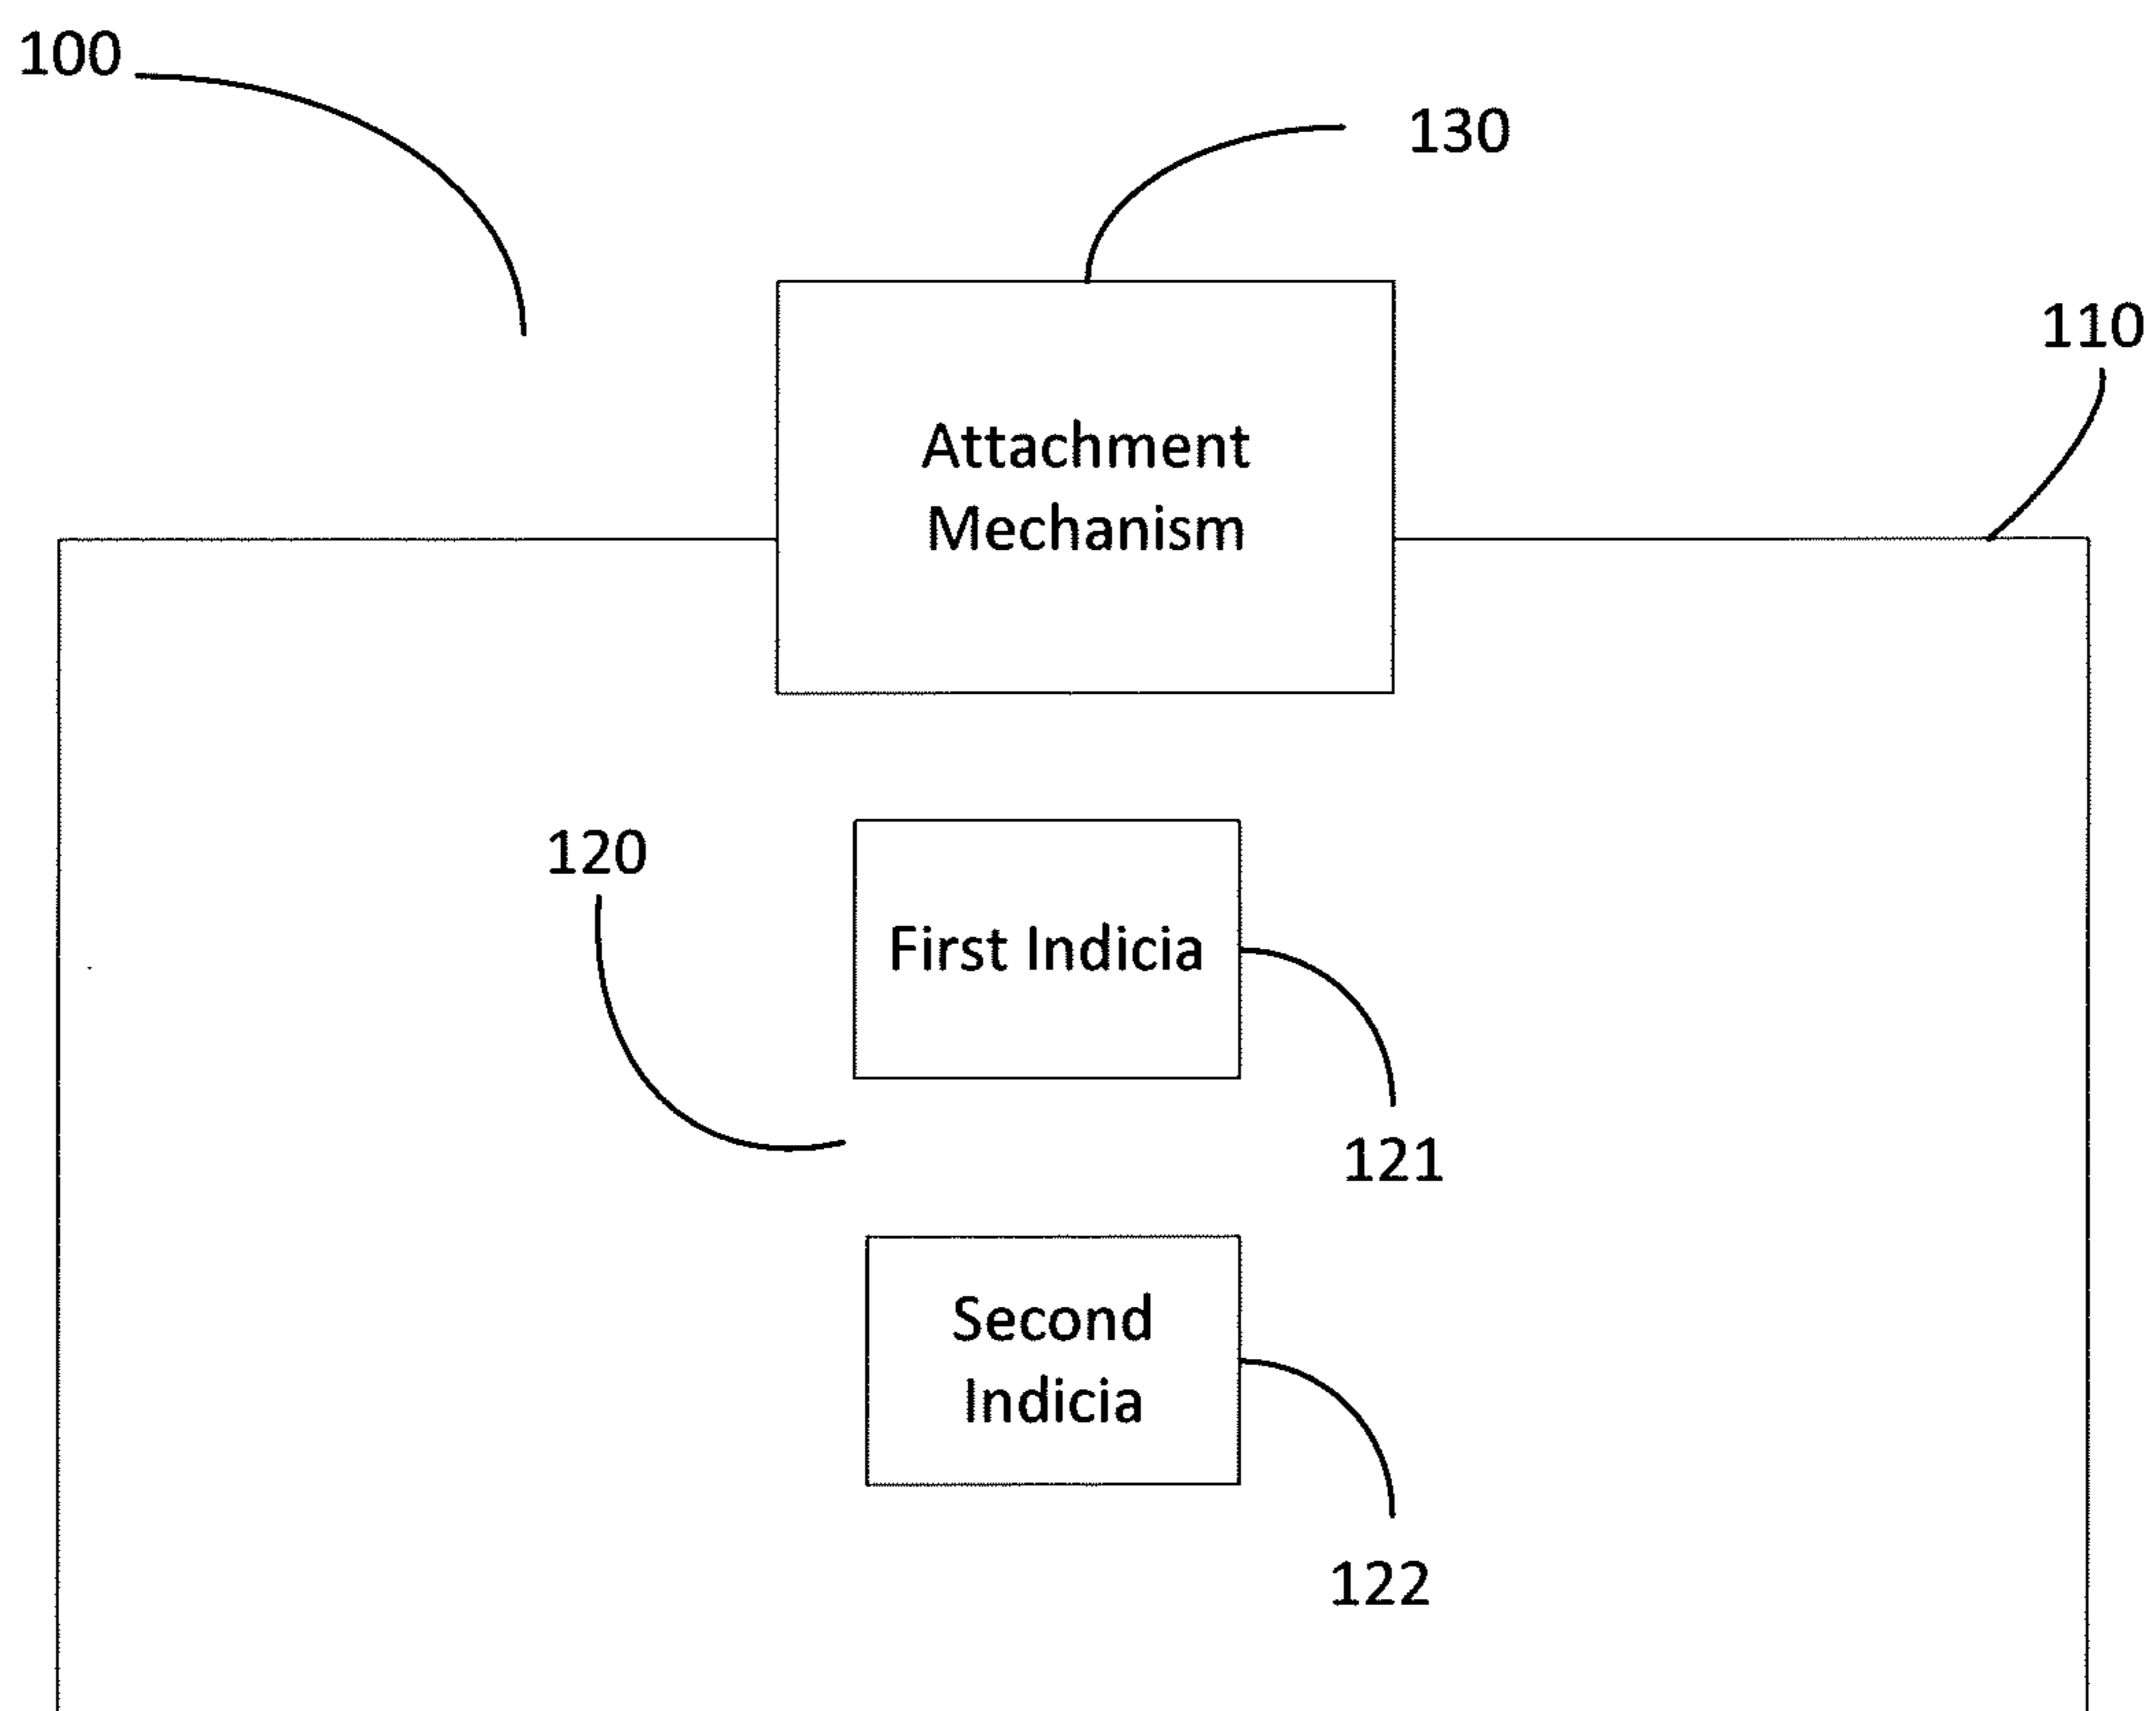 100
130
110
Attachment
Mechanism
120
First Indicia
121
Second
Indicia
122